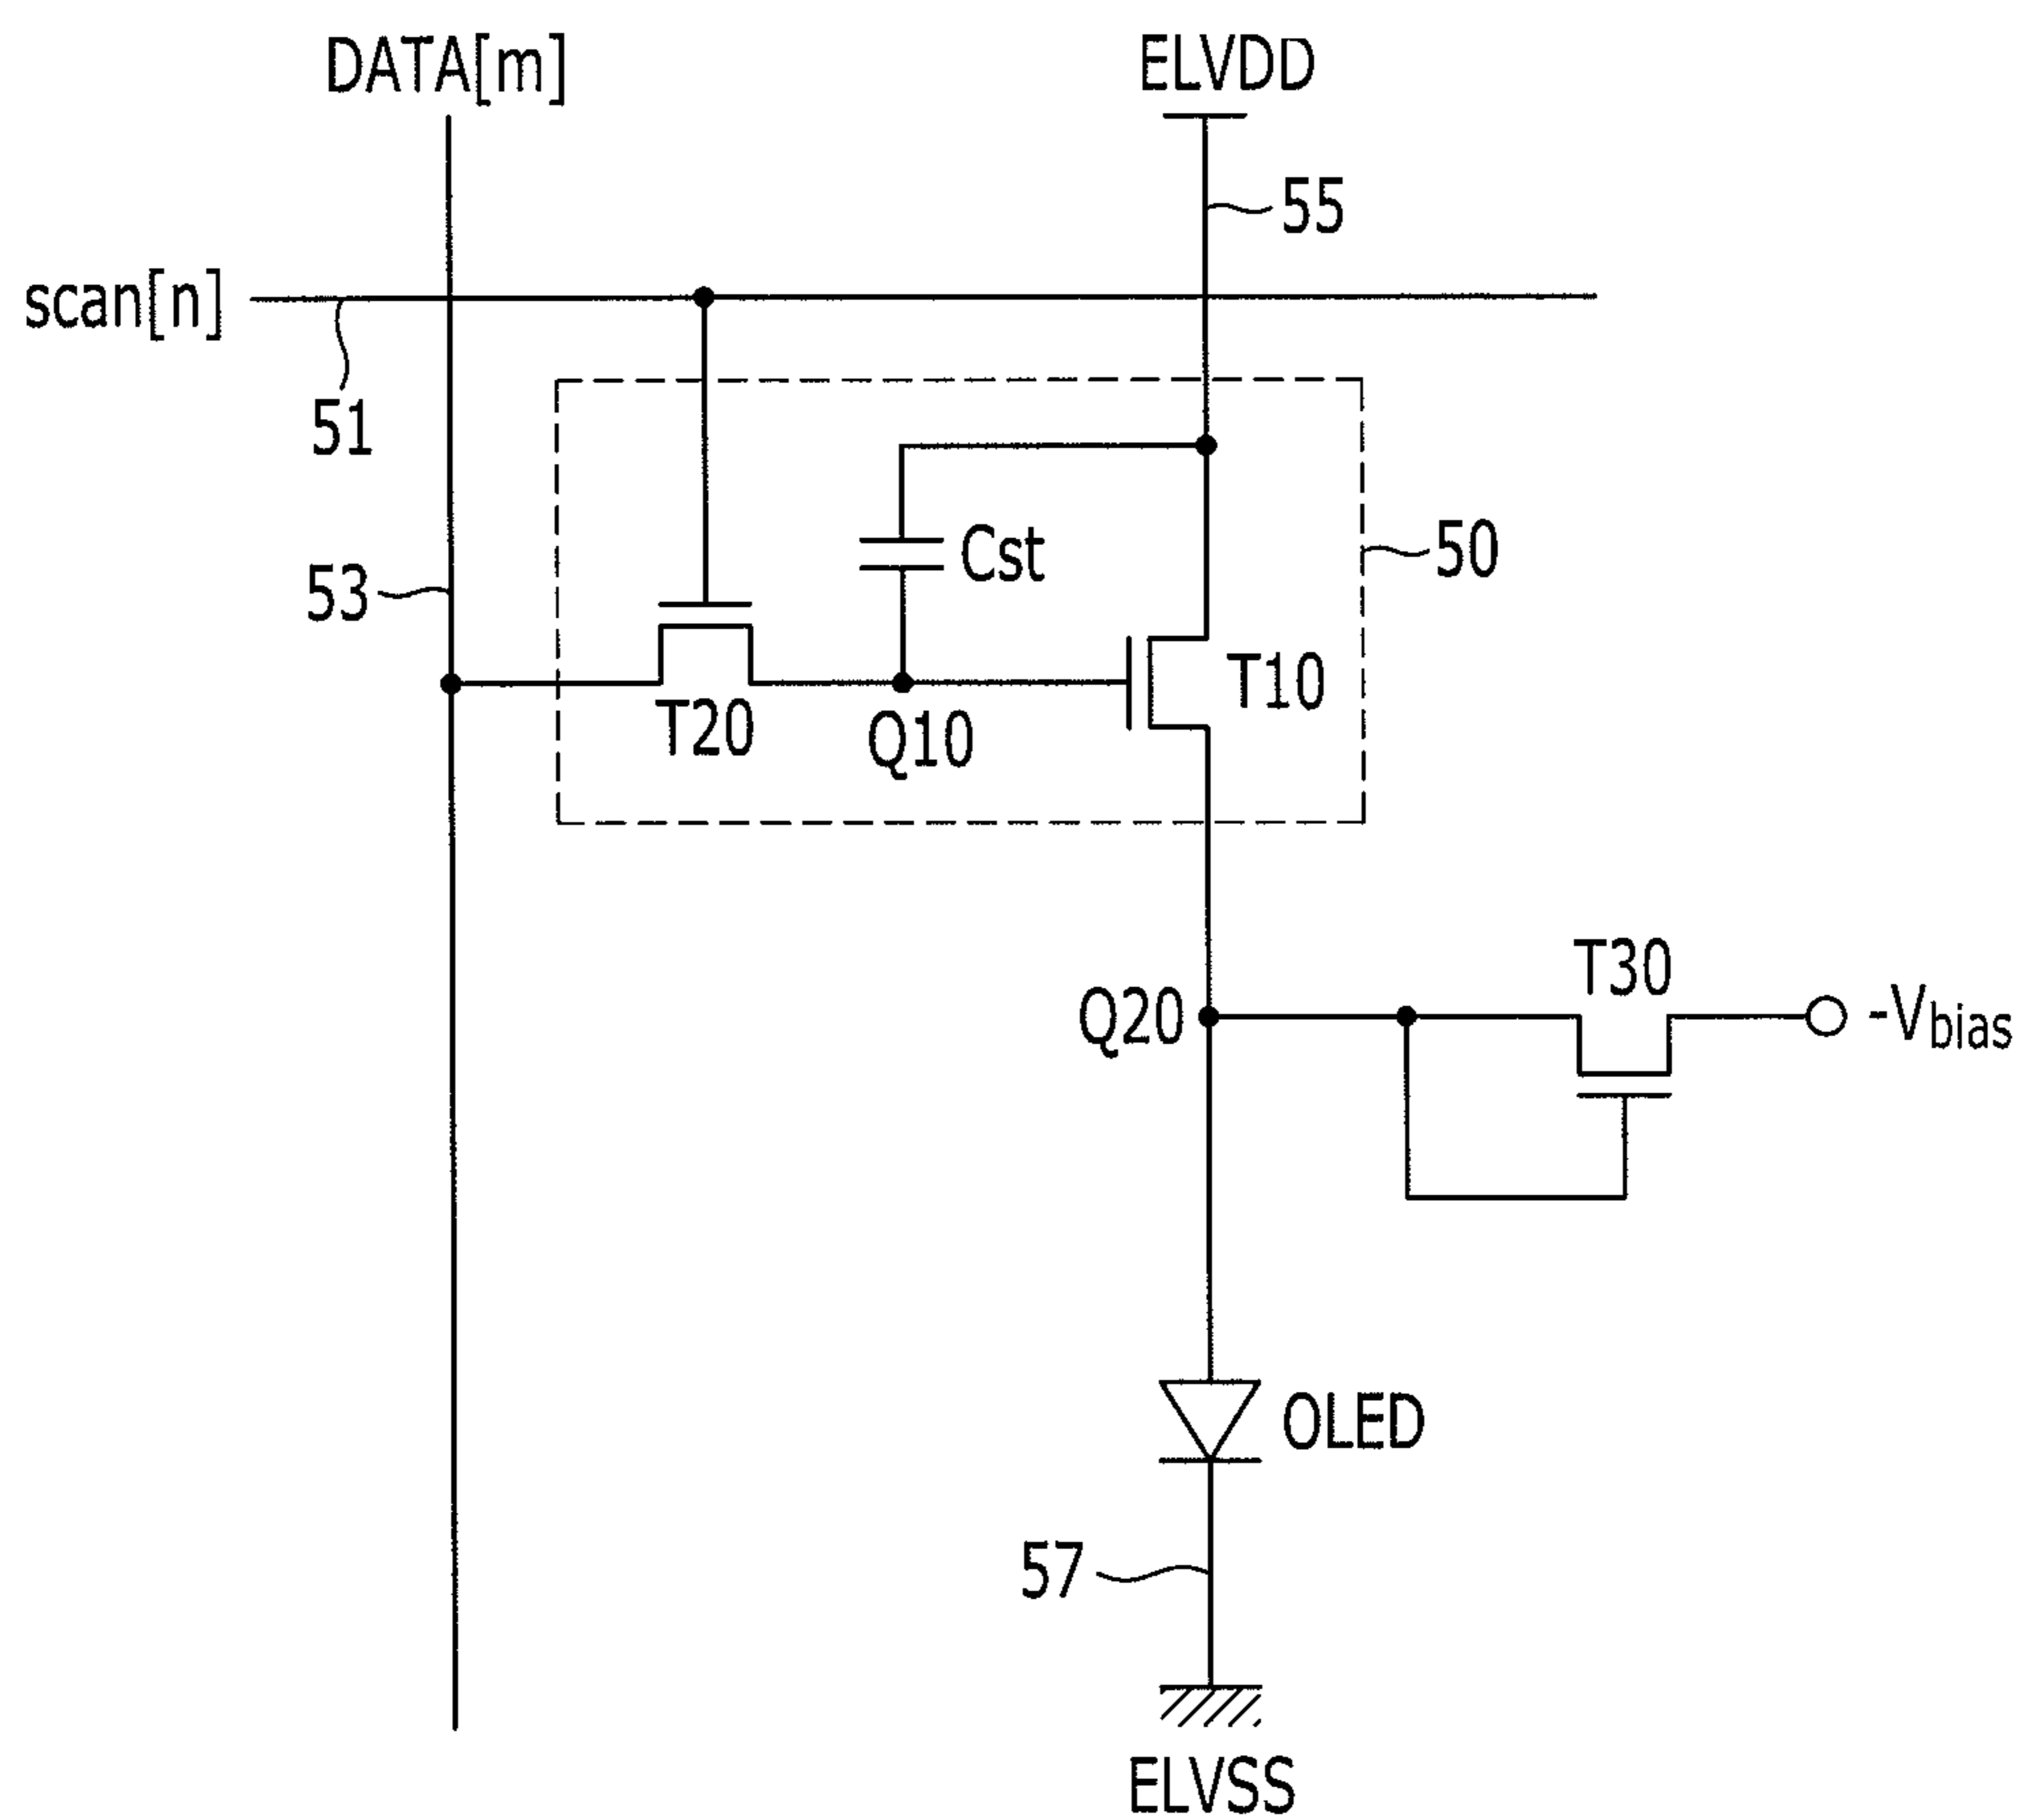 DATA[m]
ELVDD
55
scan[n]
51
53
Cst
50
T20
Q10
T10
Q20
T30
-Vbias
OLED
57
ELVSS